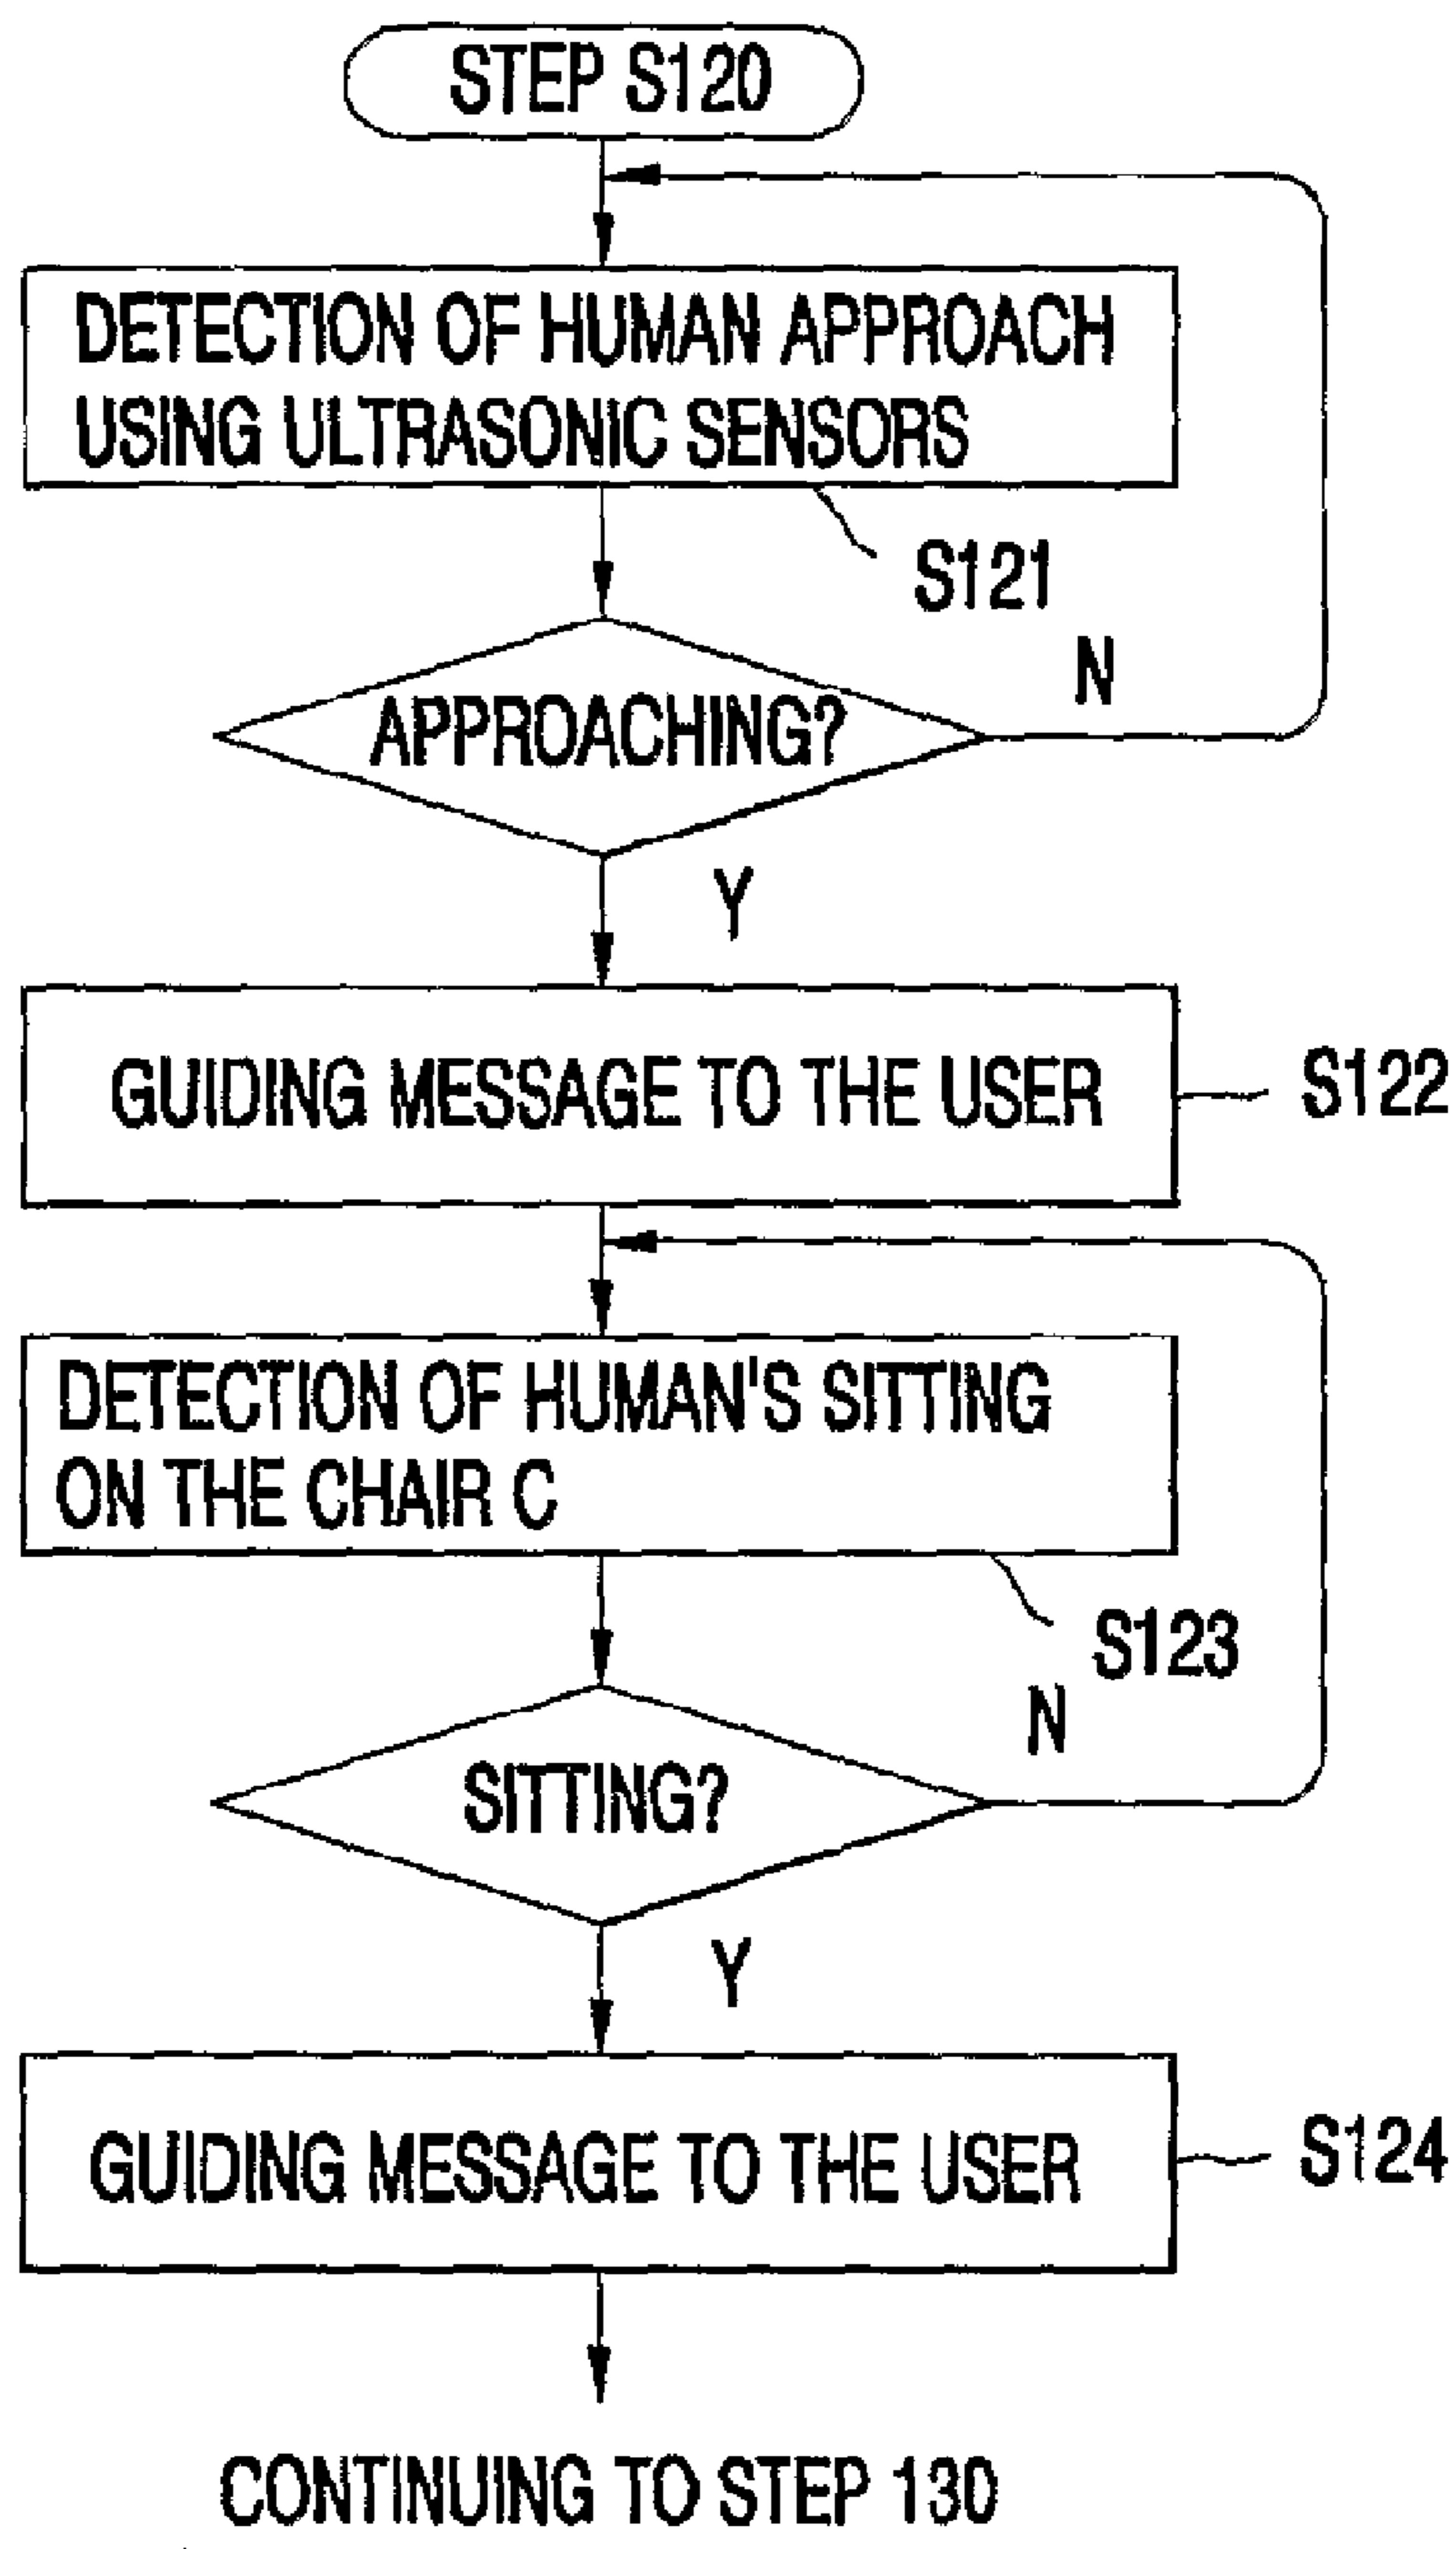 STEP S120
DETECTION OF HUMAN APPROACH
USING ULTRASONIC SENSORS
S121
N
APPROACHING?
Y
GUIDING MESSAGE TO THE USER
S122
DETECTION OF HUMAN'S SITTING
ON THE CHAIR C
S123
N
SITTING?
Y
GUIDING MESSAGE TO THE USER
S124
CONTINUING TO STEP 130